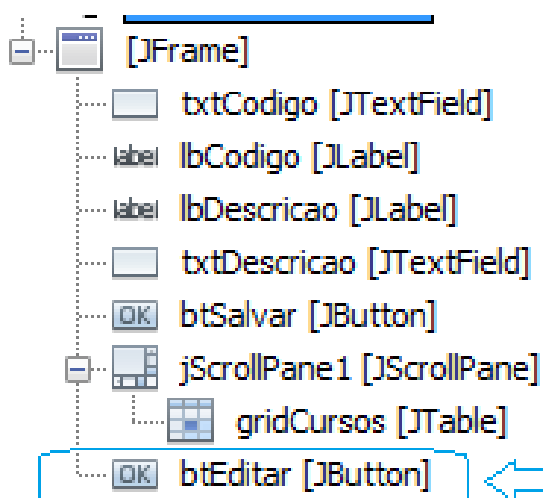 [JFrame]
txtCodigo [JTextField]
label lbCodigo [JLabel]
label lbDescricao [JLabel]
txtDescricao [JTextField]
OK btSalvar [JButton]
jScrollPane1 [JScrollPane]
gridCursos [JTable]
OK btEditar [JButton]